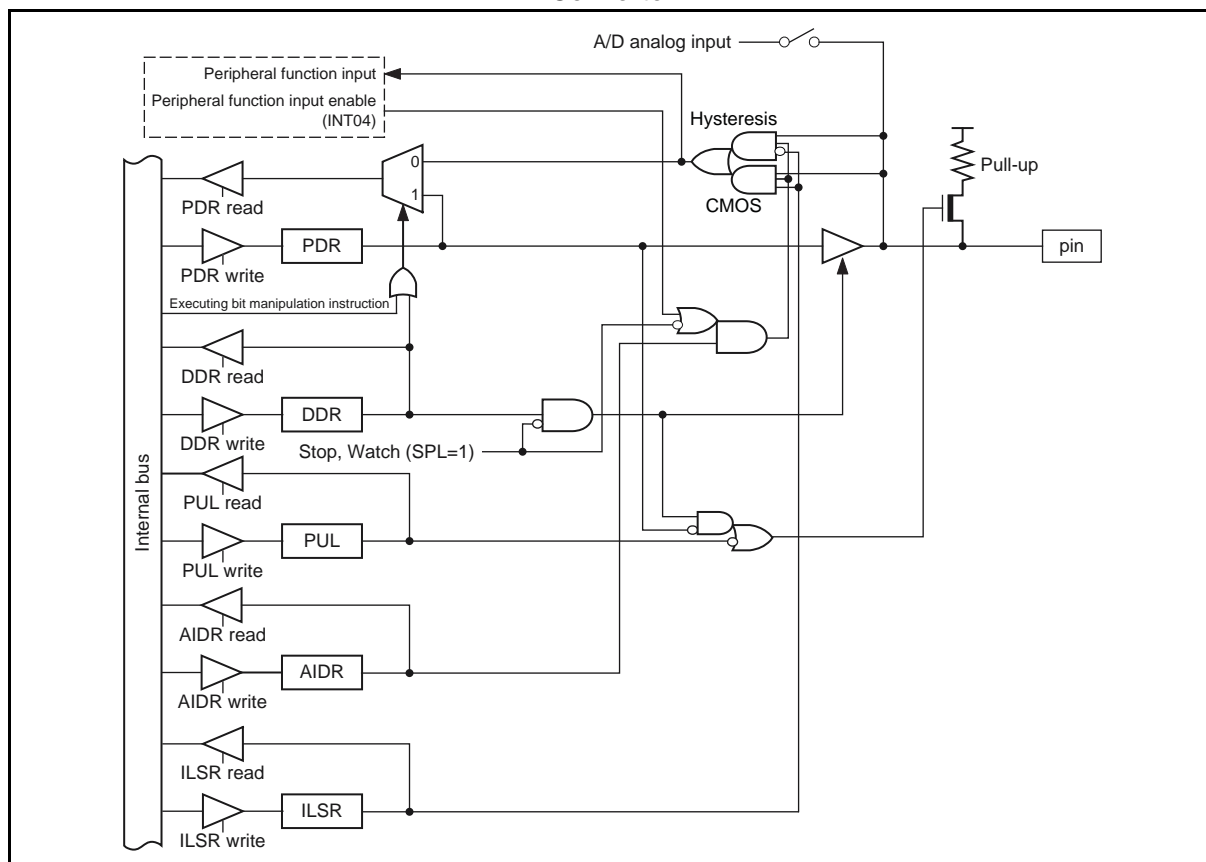 A/D analog input
Peripheral function input
Peripheral function input enable
(INT04)
Hysteresis
0
Pull-up
1
CMOS
PDR read
PDR
pin
PDR write
Executing bit manipulation instruction
DDR read
DDR
DDR write
Stop, Watch (SPL=1)
Internal bus
PUL read
PUL
PUL write
AIDR read
AIDR
AIDR write
ILSR read
ILSR
ILSR write